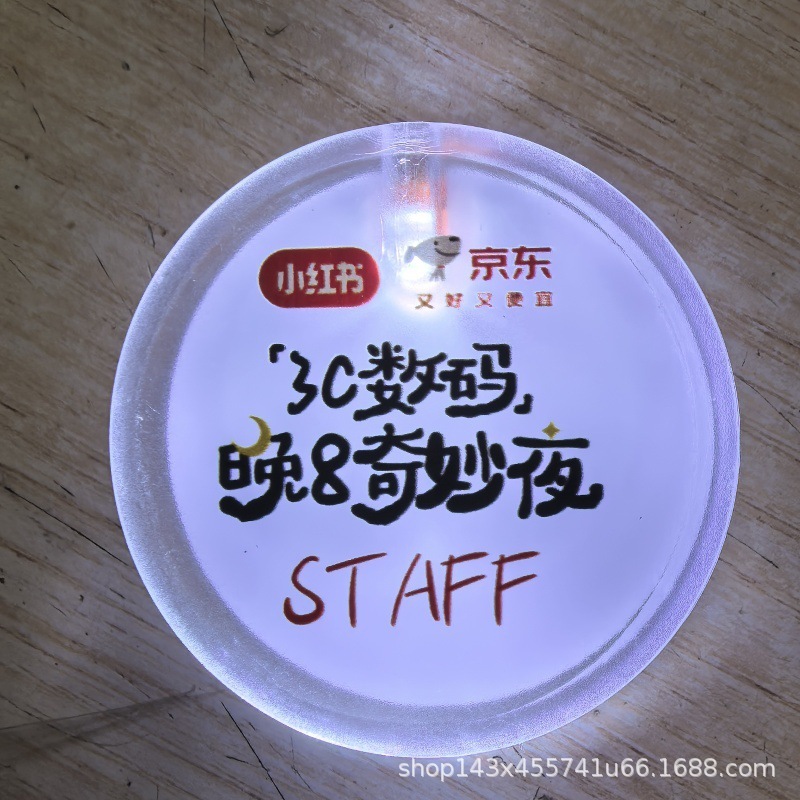 小红书 京东
又好又便宜
「3C数码」
晚8奇妙夜
STAFF
shop143x455741u66.1688.com